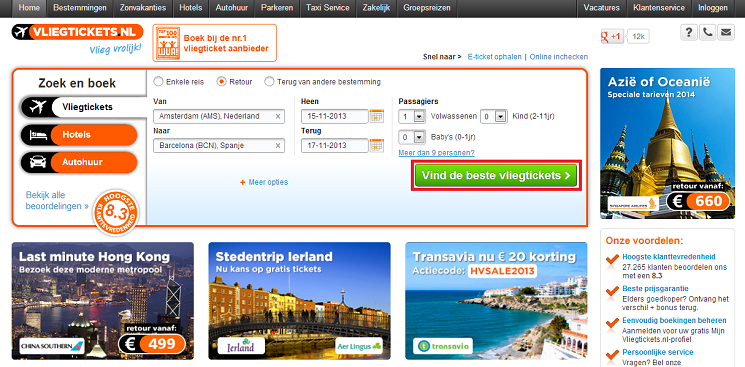 Home Bestemmingen Zonvakanties Hotels Autohuur Parkeren Taxi Service Zakelijk Groepsreizen Vacatures Klantenservice Inloggen
VLIEGTICKETS.NL
Vlieg vrolijk!
TOP 100
Boek bij de nr.1
vliegticket aanbieder
g +1 12k
?
Snel naar > E-ticket ophalen | Online inchecken
Zoek en boek
Vliegtickets
Hotels
Autohuur
Bekijk alle
beoordelingen »
HOOGSTE
KLANTTEVREDENHEID
8.3
Enkele reis Retour Terug van andere bestemming
Van Heen Passagiers
Amsterdam (AMS), Nederland x 15-11-2013 1 Volwassenen 0 Kind (2-11jr)
Naar Terug
Barcelona (BCN), Spanje x 17-11-2013 0 Baby's (0-1jr)
Meer dan 9 personen?
+ Meer opties
Vind de beste vliegtickets >
Azië of Oceanië
Speciale tarieven 2014
SINGAPORE AIRLINES
retour vanaf:
€ 660
Last minute Hong Kong
Bezoek deze moderne metropool
CHINA SOUTHERN
retour vanaf:
€ 499
Stedentrip Ierland
Nu kans op gratis tickets
Ierland
Aer Lingus
Transavia nu € 20 korting
Actiecode: HVSALE2013
transavia
Onze voordelen:
Hoogste klanttevredenheid
27.265 klanten beoordelen ons
met een 8.3
Beste prijsgarantie
Elders goedkoper? Ontvang het
verschil + bonus terug.
Eenvoudig boekingen beheren
Aanmelden voor uw gratis Mijn
Vliegtickets.nl-profiel
Persoonlijke service
Vragen? Bel onze